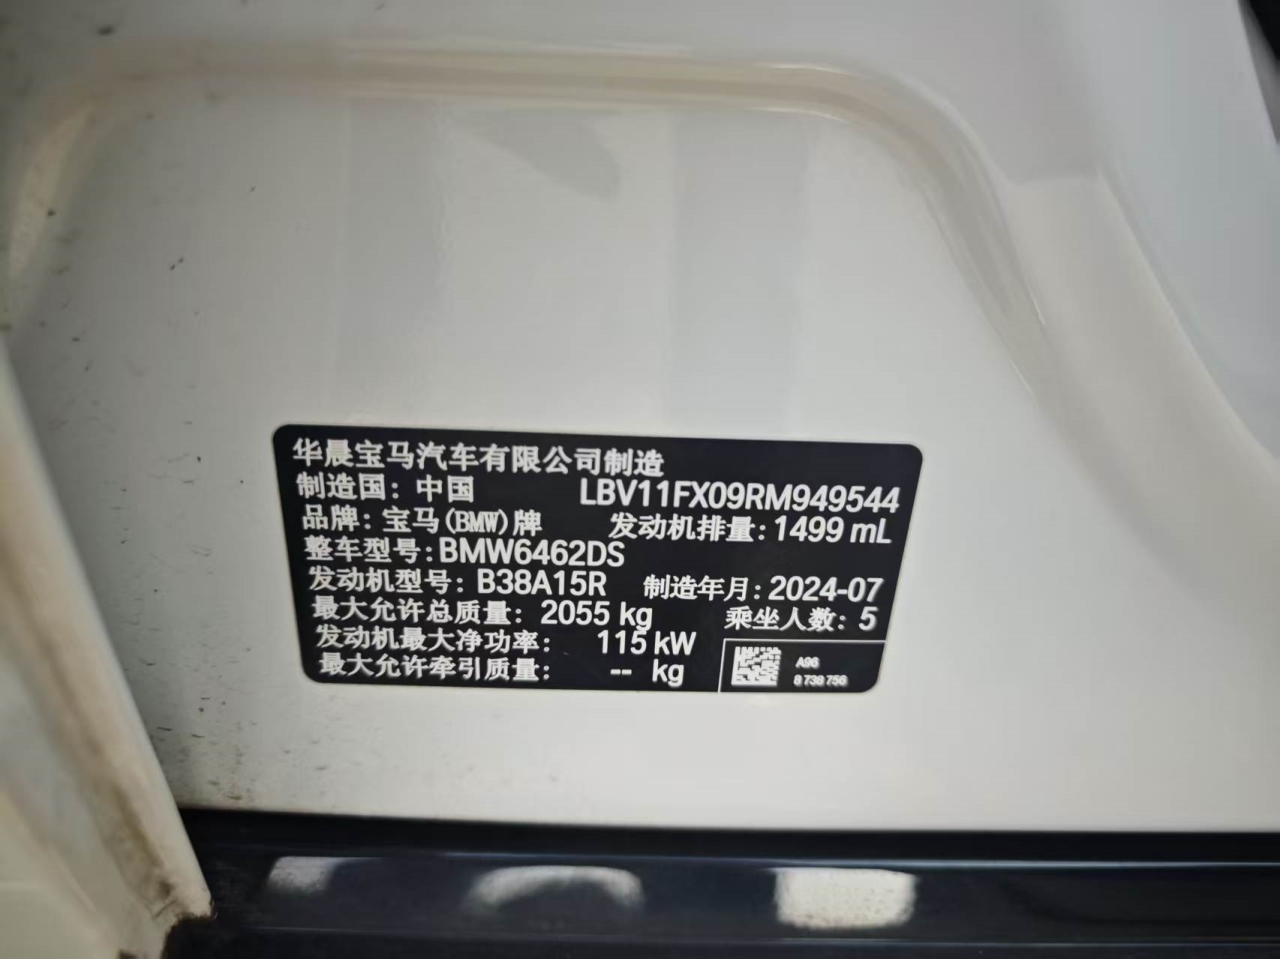 华晨宝马汽车有限公司制造
制造国：中国 LBV11FX09RM949544
品牌：宝马(BMW)牌 发动机排量：1499 mL
整车型号：BMW6462DS
发动机型号：B38A15R 制造年月：2024-07
最大允许总质量：2055 kg 乘坐人数：5
发动机最大净功率：115 kW
最大允许牵引质量：-- kg
A96
8 738 756